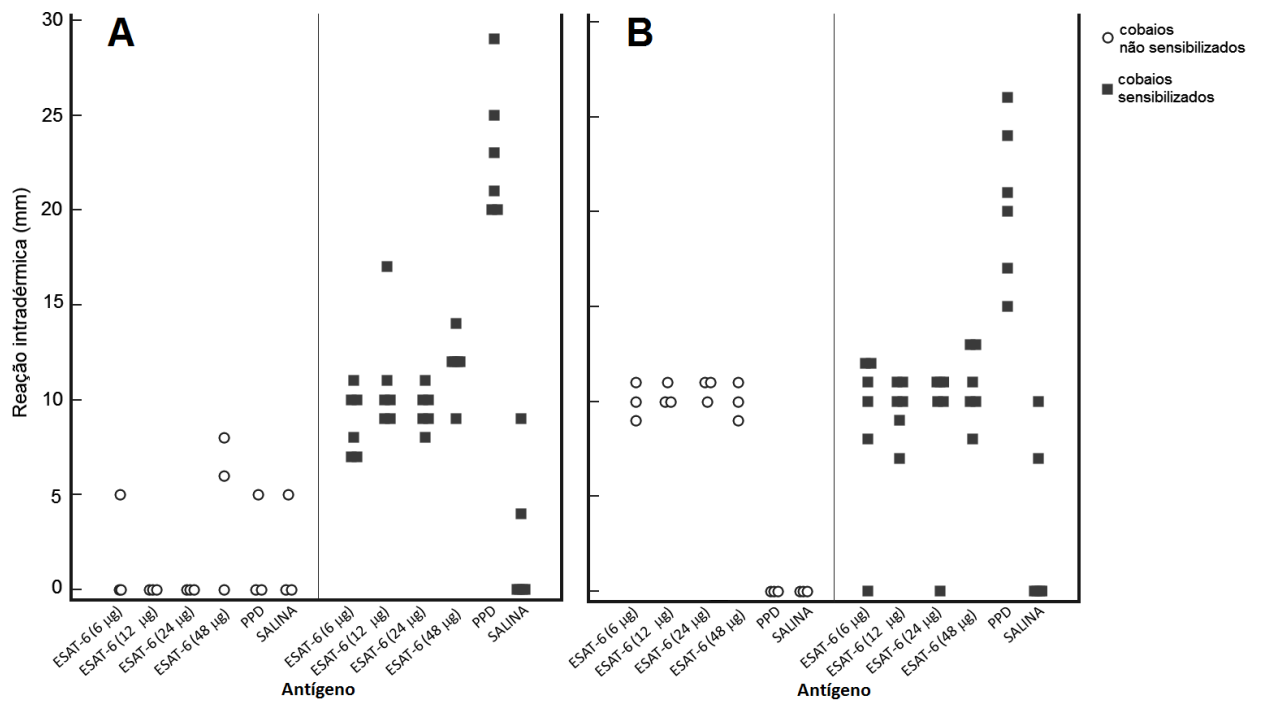 A
B
cobaios
não sensibilizados
cobaios
sensibilizados
Reação intradérmica (mm)
30
25
20
15
10
5
0
ESAT-6 (6 µg)
ESAT-6 (12 µg)
ESAT-6 (24 µg)
ESAT-6 (48 µg)
PPD
SALINA
ESAT-6 (6 µg)
ESAT-6 (12 µg)
ESAT-6 (24 µg)
ESAT-6 (48 µg)
PPD
SALINA
ESAT-6 (6 µg)
ESAT-6 (12 µg)
ESAT-6 (24 µg)
ESAT-6 (48 µg)
PPD
SALINA
ESAT-6 (6 µg)
ESAT-6 (12 µg)
ESAT-6 (24 µg)
ESAT-6 (48 µg)
PPD
SALINA
Antígeno
Antígeno